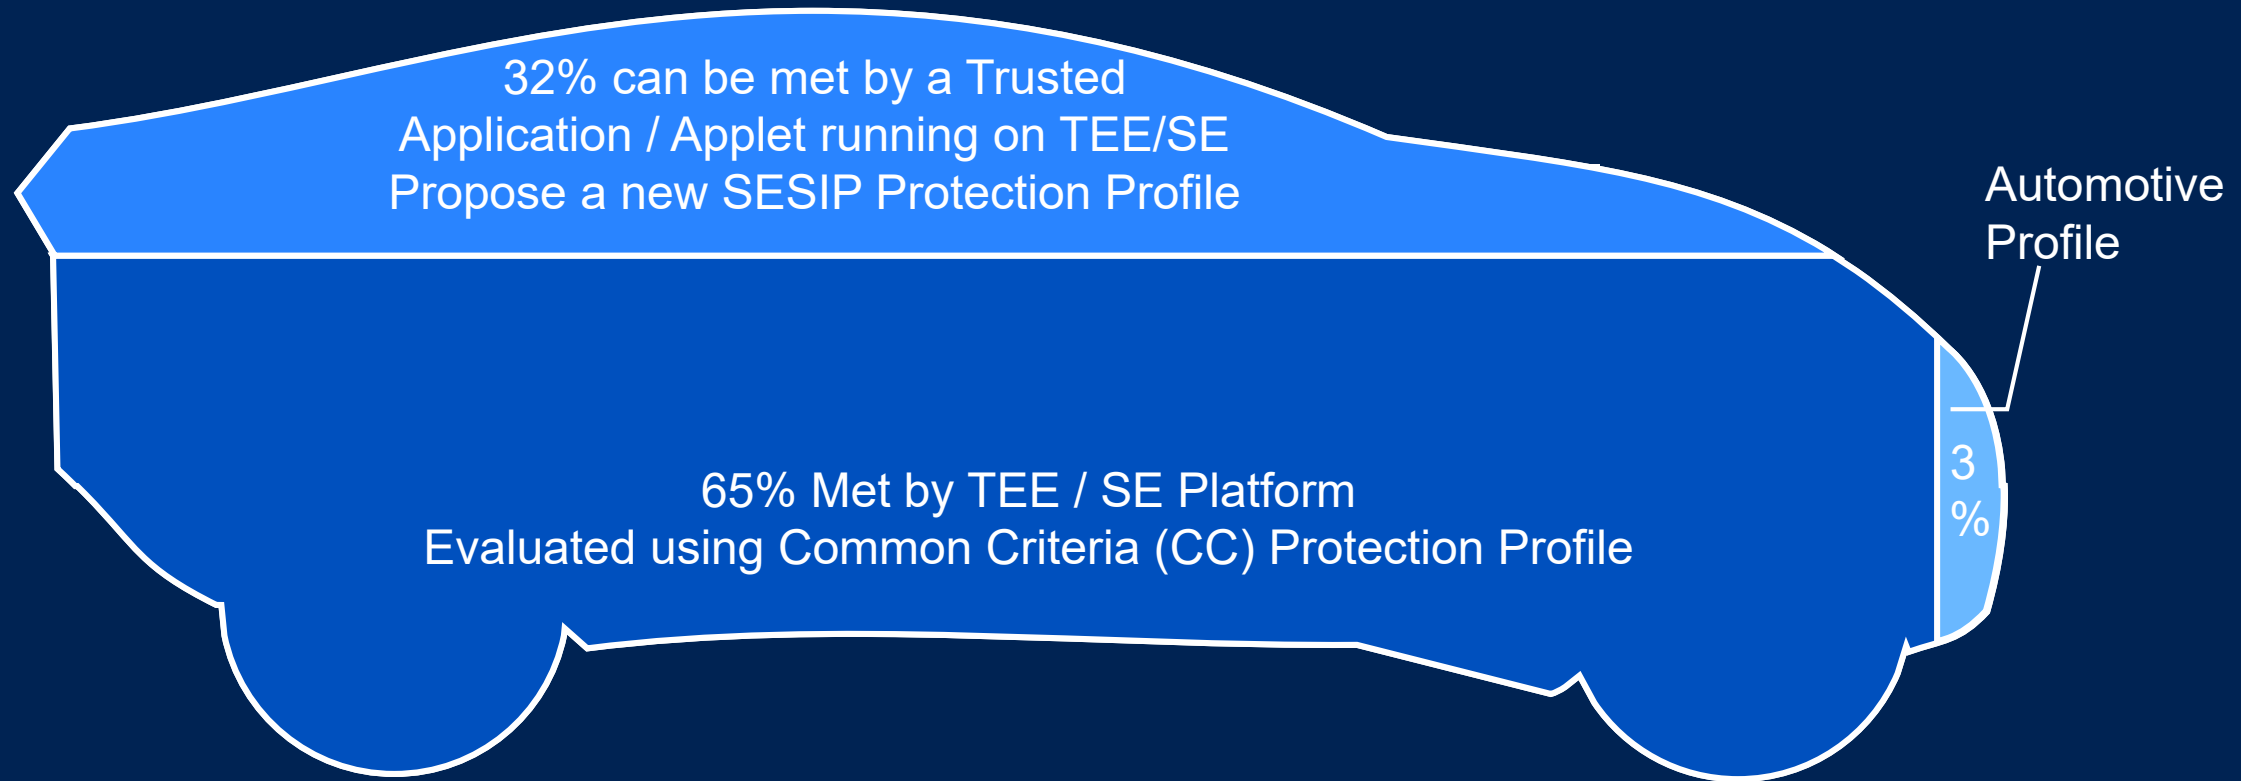 32% can be met by a Trusted
Application / Applet running on TEE/SE
Propose a new SESIP Protection Profile
Automotive
Profile
3
%
65% Met by TEE / SE Platform
Evaluated using Common Criteria (CC) Protection Profile